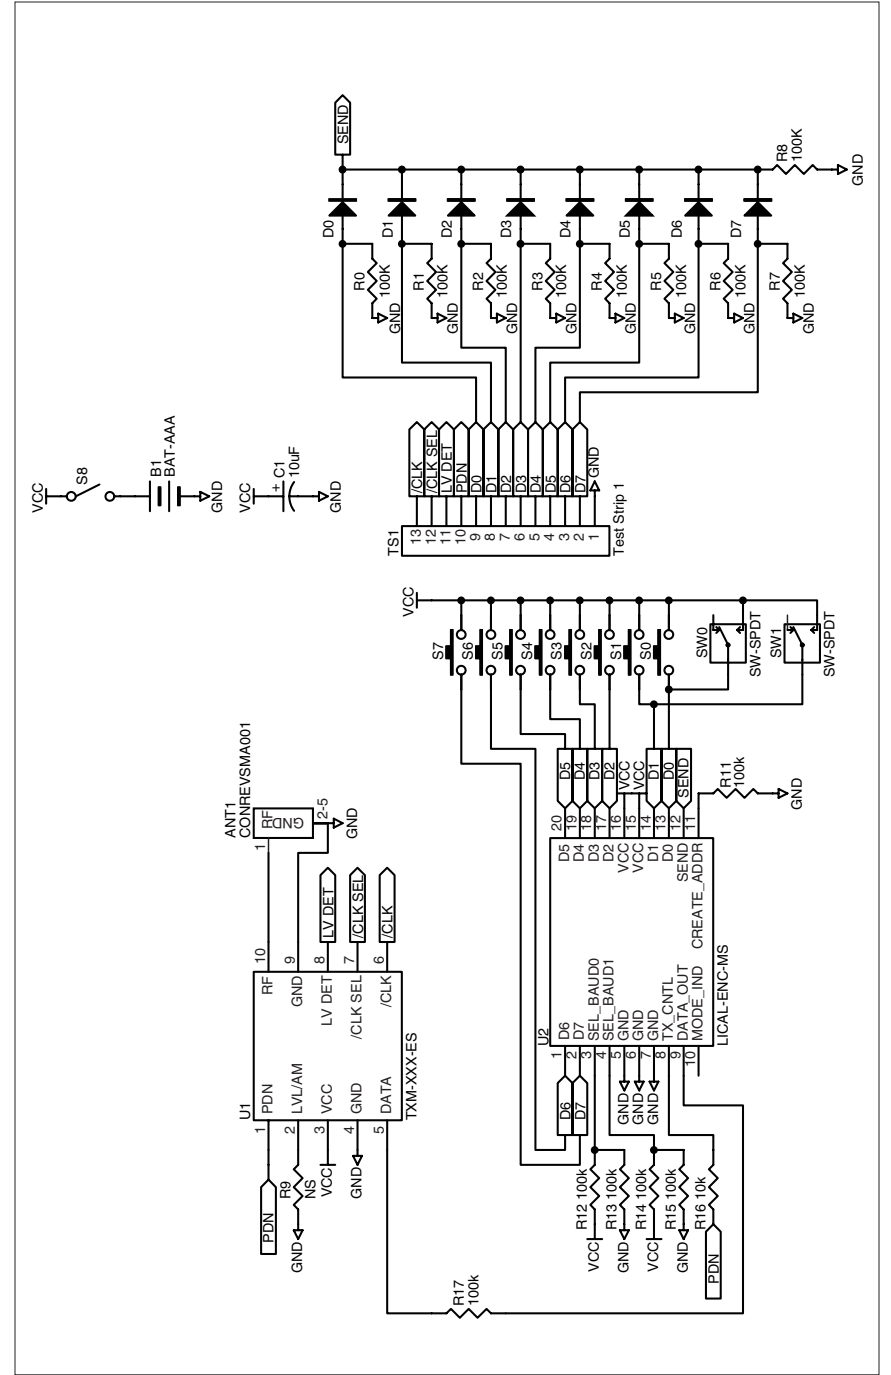 U1
TXM-XXX-ES
1 PDN
2 LVL/AM
3 VCC
4 GND
5 DATA
RF 10
GND 9
LV DET 8
/CLK SEL 7
/CLK 6
PDN
R9
NS
GND
VCC
GND
LV DET
/CLK SEL
/CLK
ANT1
CONREVSMA001
1
RF
GND
2-5
GND
R17
100k
VCC
S8
B1
BAT-AAA
GND
VCC
+
C1
10uF
GND
U2
LICAL-ENC-MS
1 D6
2 D7
3 SEL_BAUD0
4 SEL_BAUD1
5 GND
6 GND
7 GND
8 TX_CNTL
9 DATA_OUT
10 MODE_IND
D5 20
D4 19
D3 18
D2 17
VCC 16
VCC 15
D1 14
D0 13
SEND 12
CREATE_ADDR 11
D6
D7
GND
GND
GND
VCC
R12 100k
GND
R13 100k
VCC
R14 100k
GND
R15 100k
PDN
R16 10k
D5
D4
D3
D2
VCC
VCC
D1
D0
SEND
R11
100k
GND
VCC
S7
S6
S5
S4
S3
S2
S1
S0
SW0
SW-SPDT
SW1
SW-SPDT
TS1
Test Strip 1
13 /CLK
12 /CLK SEL
11 LV DET
10 PDN
9 D0
8 D1
7 D2
6 D3
5 D4
4 D5
3 D6
2 D7
1 GND
SEND
D0
R0
100K
GND
D1
R1
100K
GND
D2
R2
100K
GND
D3
R3
100K
GND
D4
R4
100K
GND
D5
R5
100K
GND
D6
R6
100K
GND
D7
R7
100K
GND
R8
100K
GND